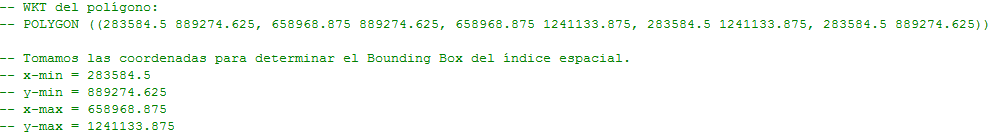 -- WKT del polígono:
-- POLYGON ((283584.5 889274.625, 658968.875 889274.625, 658968.875 1241133.875, 283584.5 1241133.875, 283584.5 889274.625))
-- Tomamos las coordenadas para determinar el Bounding Box del índice espacial.
-- x-min = 283584.5
-- y-min = 889274.625
-- x-max = 658968.875
-- y-max = 1241133.875